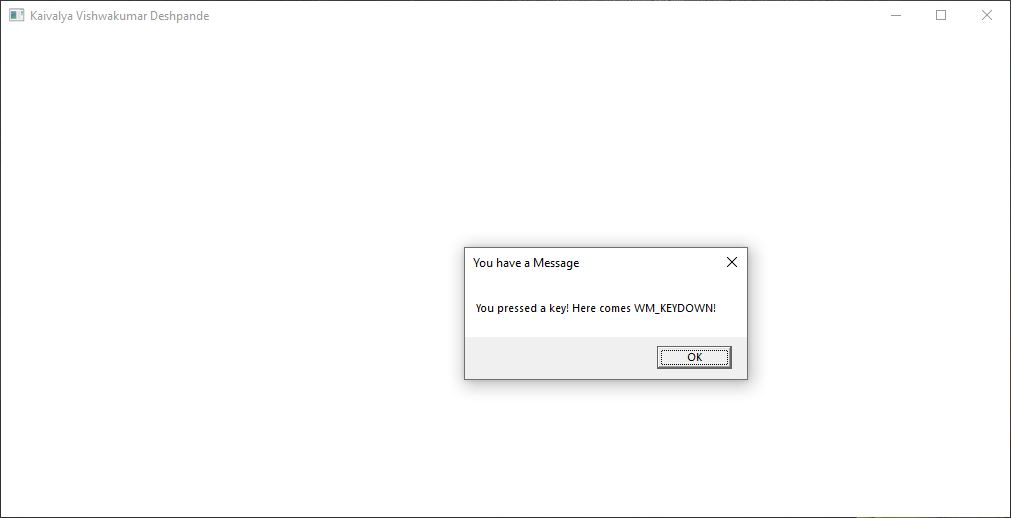 Kaivalya Vishwakumar Deshpande
You have a Message
You pressed a key! Here comes WM_KEYDOWN!
OK